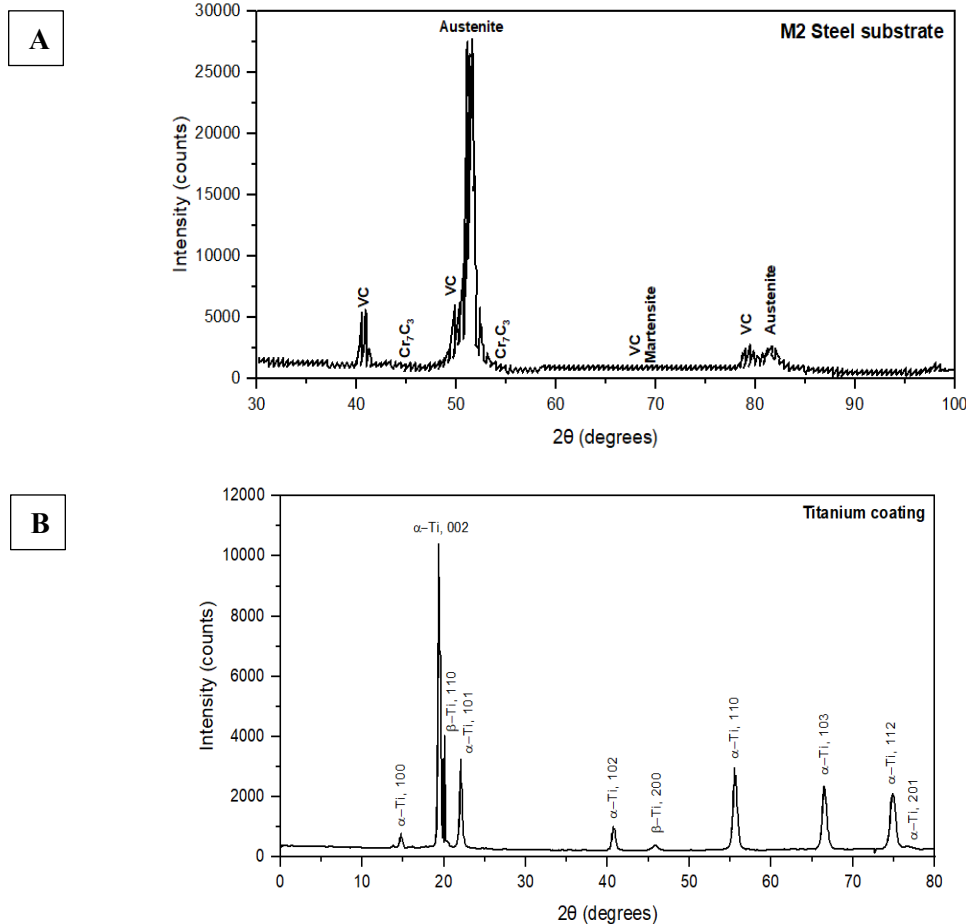 A
M2 Steel substrate
Austenite
VC
Cr₇C₃
VC
Cr₇C₃
VC
Martensite
VC
Austenite
Intensity (counts)
30000
25000
20000
15000
10000
5000
0
30 40 50 60 70 80 90 100
2θ (degrees)
B
Titanium coating
α–Ti, 002
α–Ti, 100
β–Ti, 110
α–Ti, 101
α–Ti, 102
β–Ti, 200
α–Ti, 110
α–Ti, 103
α–Ti, 112
α–Ti, 201
Intensity (counts)
12000
10000
8000
6000
4000
2000
0
0 10 20 30 40 50 60 70 80
2θ (degrees)